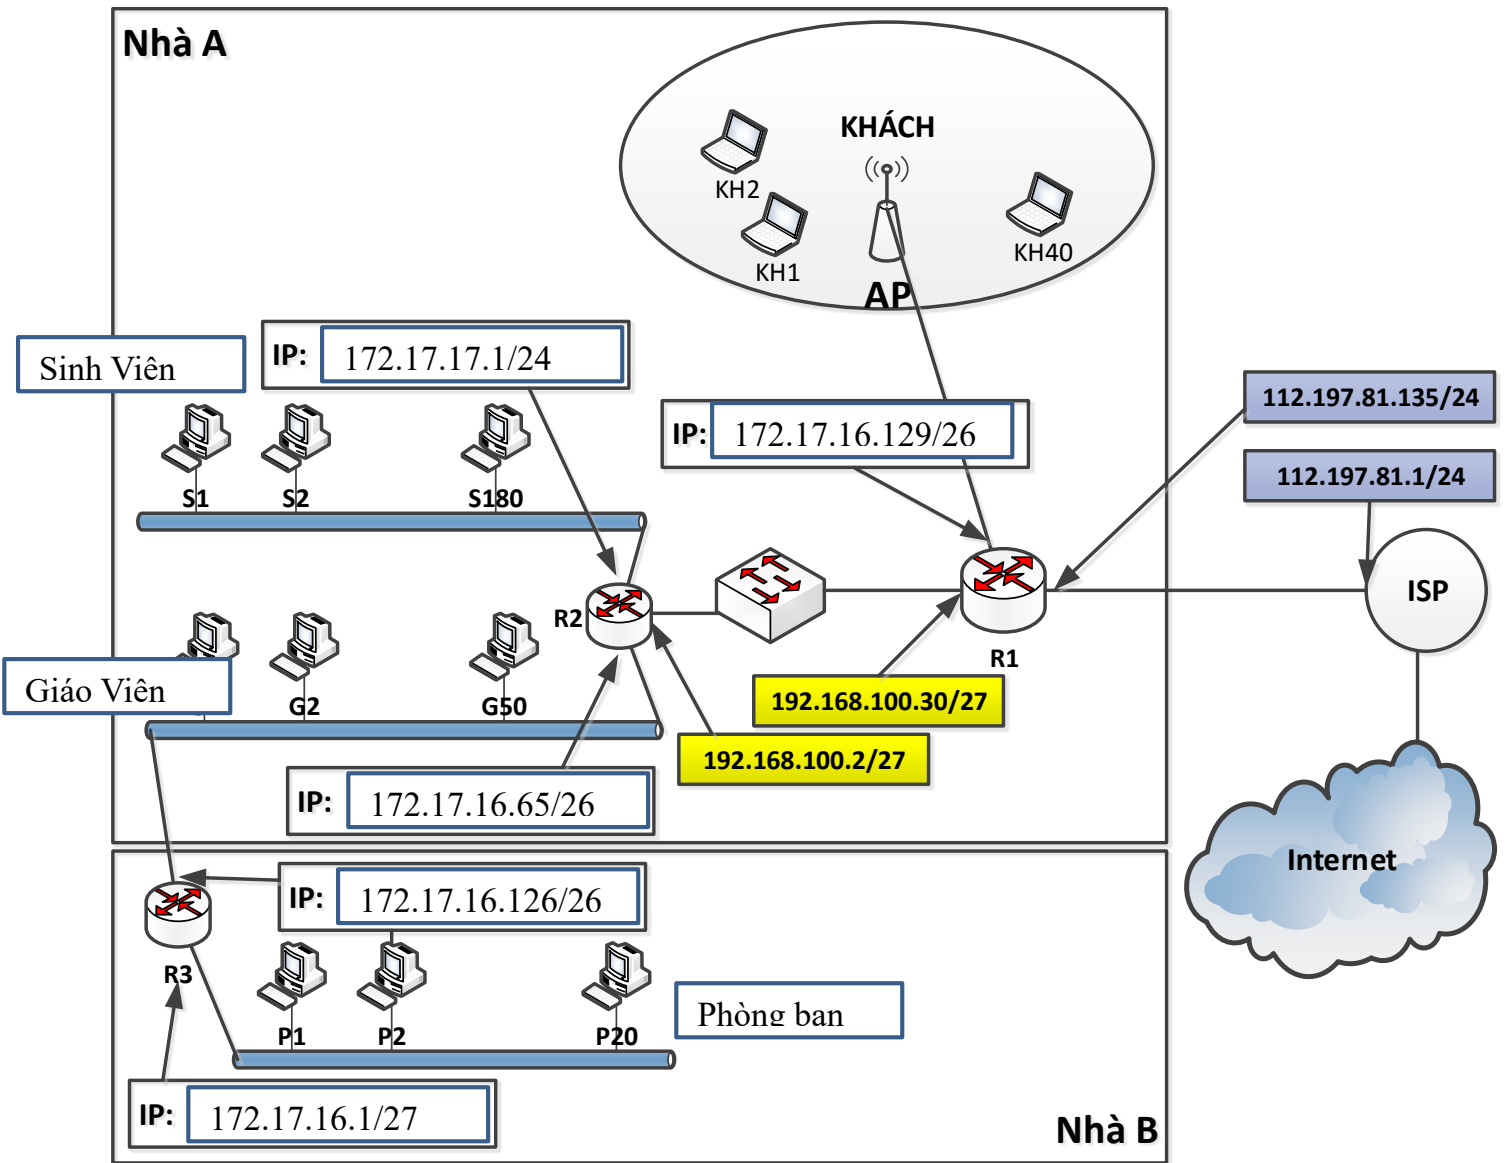 Nhà A
KHÁCH
KH2
KH1
KH40
AP
Sinh Viên
IP: 172.17.17.1/24
IP: 172.17.16.129/26
112.197.81.135/24
112.197.81.1/24
S1
S2
S180
R2
R1
ISP
Giáo Viên
G2
G50
192.168.100.30/27
192.168.100.2/27
IP: 172.17.16.65/26
Internet
IP: 172.17.16.126/26
R3
P1
P2
P20
Phòng ban
IP: 172.17.16.1/27
Nhà B